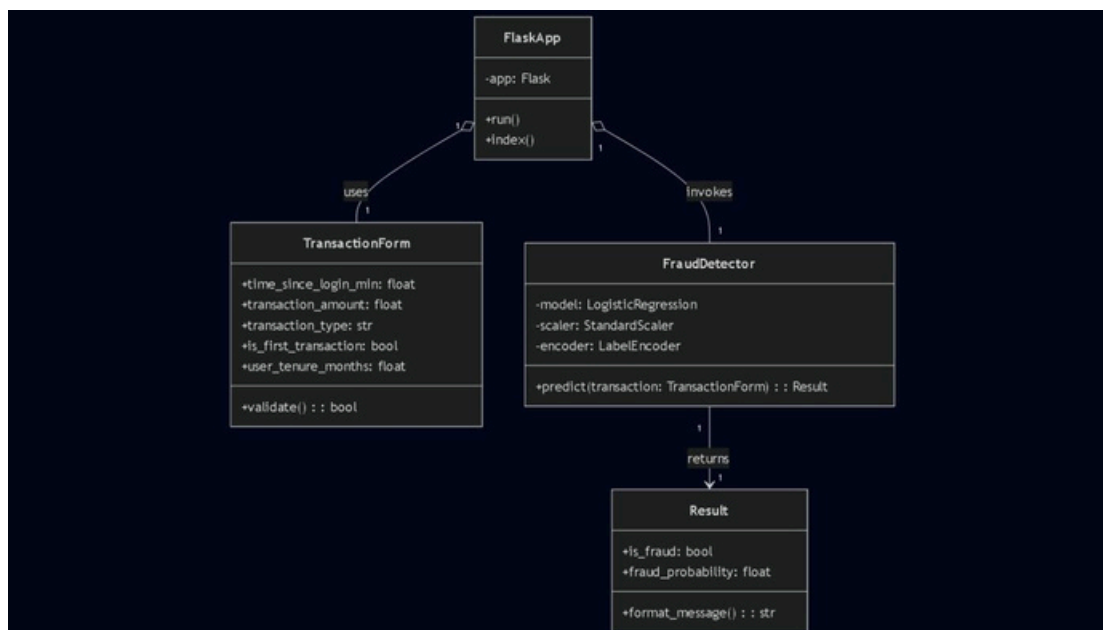 FlaskApp
-app: Flask
+run()
+index()
1
1
uses
invokes
1
1
TransactionForm
+time_since_login_min: float
+transaction_amount: float
+transaction_type: str
+is_first_transaction: bool
+user_tenure_months: float
+validate() : : bool
FraudDetector
-model: LogisticRegression
-scaler: StandardScaler
-encoder: LabelEncoder
+predict(transaction: TransactionForm) : : Result
1
returns
1
Result
+is_fraud: bool
+fraud_probability: float
+format_message() : : str